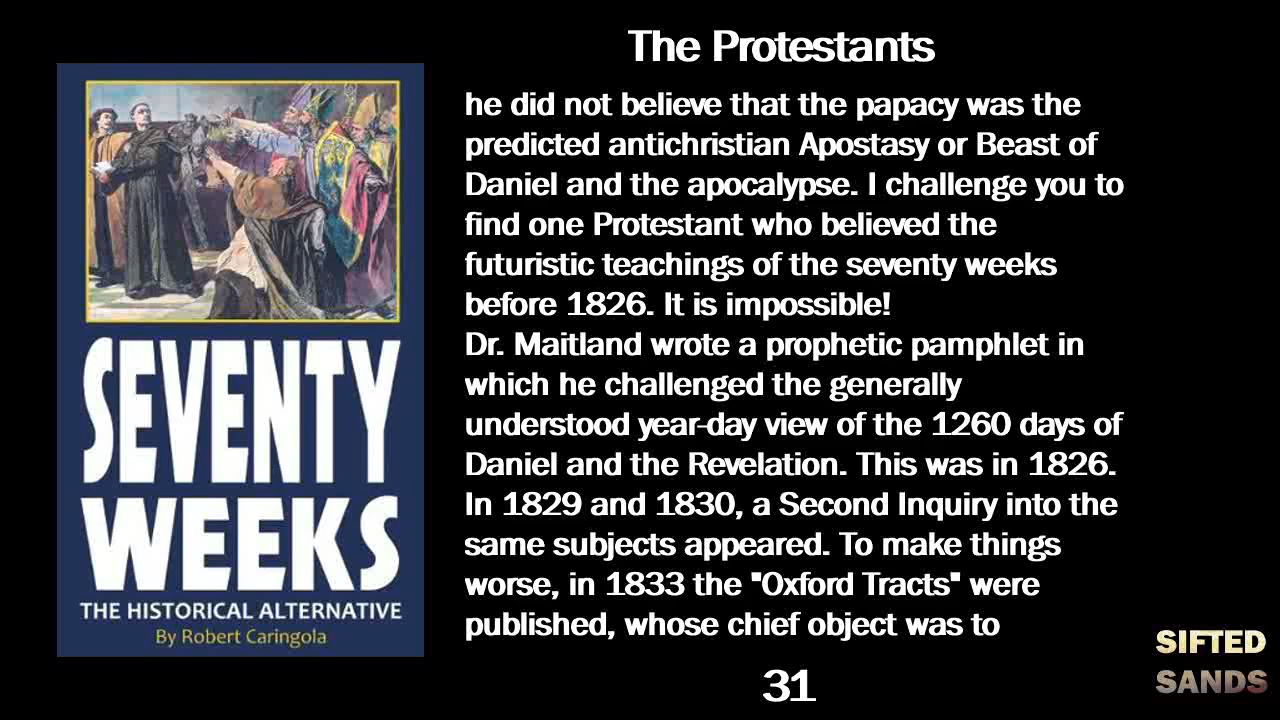 The Protestants
he did not believe that the papacy was the
predicted antichristian Apostasy or Beast of
Daniel and the apocalypse. I challenge you to
find one Protestant who believed the
futuristic teachings of the seventy weeks
before 1826. It is impossible!
Dr. Maitland wrote a prophetic pamphlet in
which he challenged the generally
understood year-day view of the 1260 days of
Daniel and the Revelation. This was in 1826.
In 1829 and 1830, a Second Inquiry into the
same subjects appeared. To make things
worse, in 1833 the "Oxford Tracts" were
published, whose chief object was to
31
SEVENTY
WEEKS
THE HISTORICAL ALTERNATIVE
By Robert Caringola
SIFTED
SANDS